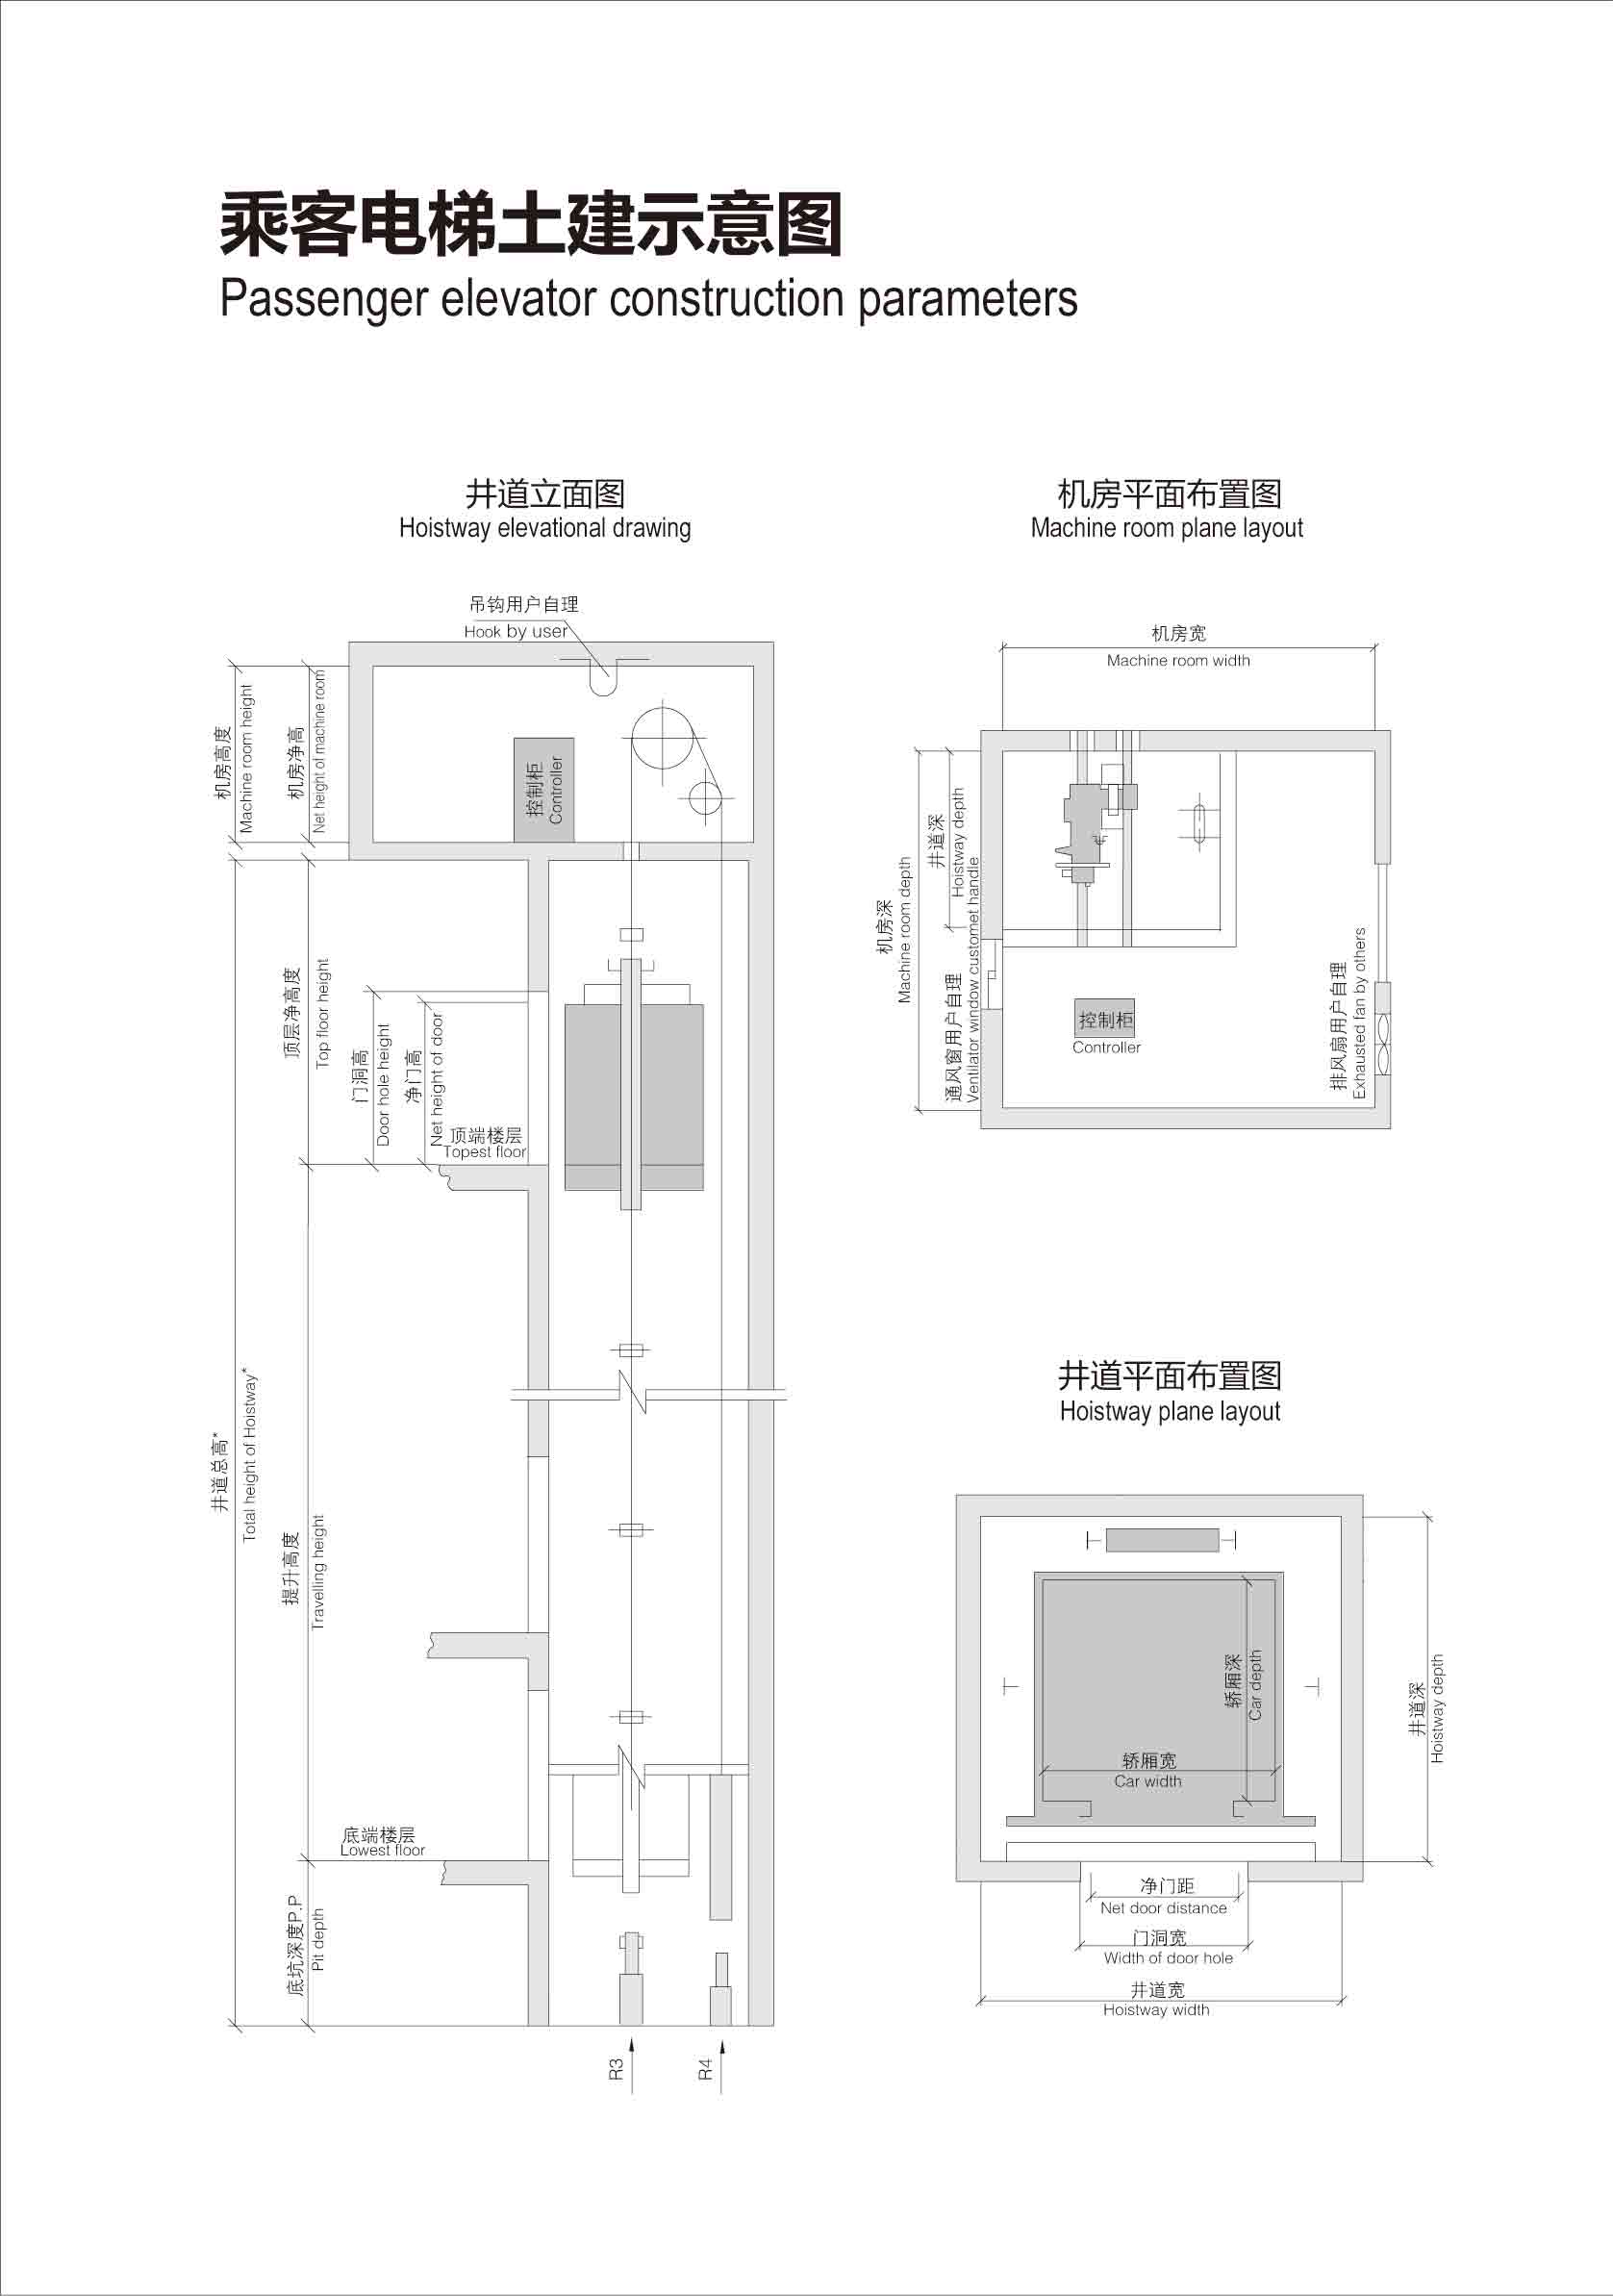 乘客电梯土建示意图
Passenger elevator construction parameters
井道立面图
Hoistway elevational drawing
吊钩用户自理
Hook by user
机房高度
Machine room height
机房净高
Net height of machine room
控制柜
Controller
顶层净高度
Top floor height
门洞高
Door hole height
净门高
Net height of door
顶端楼层
Topest floor
井道总高*
Total height of Hoistway*
提升高度
Travelling height
底端楼层
Lowest floor
底坑深度P.P
Pit depth
R3
R4
机房平面布置图
Machine room plane layout
机房宽
Machine room width
井道深
Hoistway depth
机房深
Machine room depth
通风窗用户自理
Ventilator window customet handle
控制柜
Controller
排风扇用户自理
Exhausted fan by others
井道平面布置图
Hoistway plane layout
轿厢深
Car depth
轿厢宽
Car width
井道深
Hoistway depth
净门距
Net door distance
门洞宽
Width of door hole
井道宽
Hoistway width